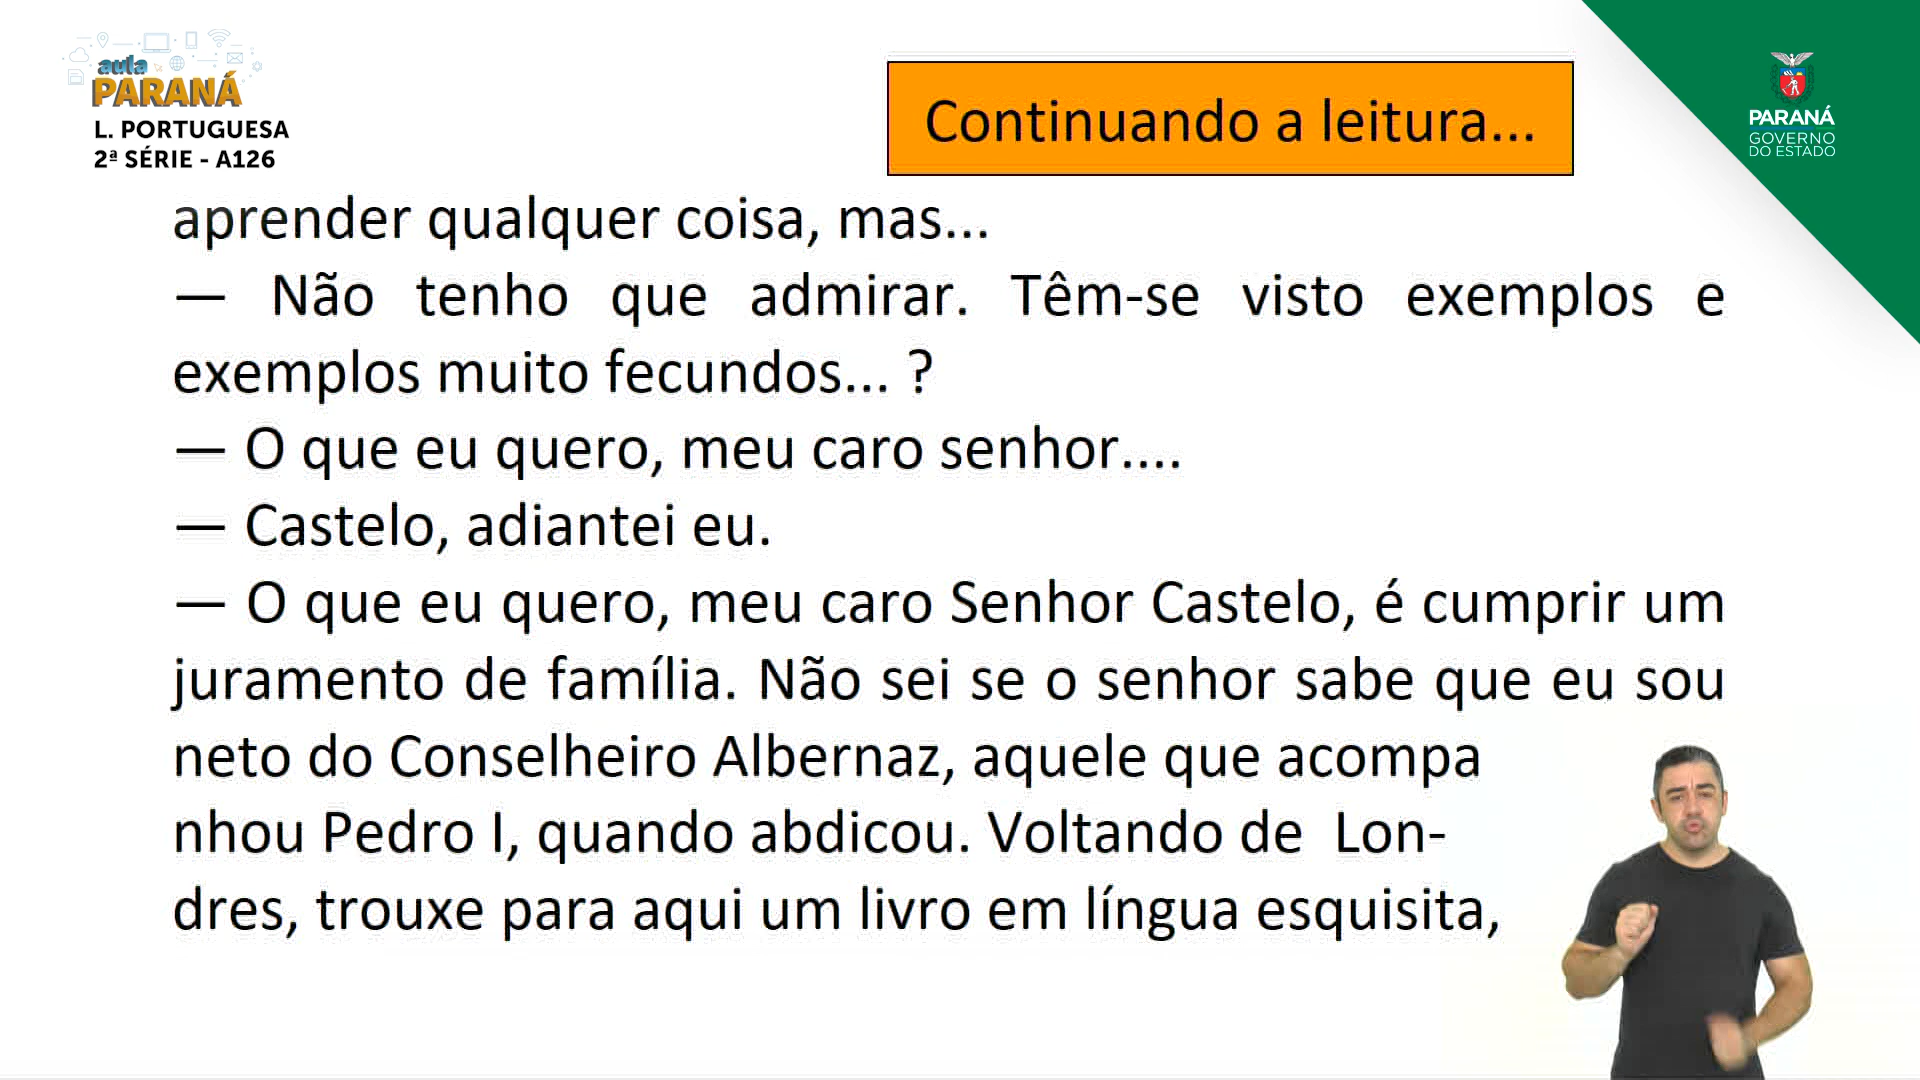 aula
PARANÁ
L. PORTUGUESA
2ª SÉRIE - A126
Continuando a leitura...
PARANÁ
GOVERNO
DO ESTADO
aprender qualquer coisa, mas...
— Não tenho que admirar. Têm-se visto exemplos e
exemplos muito fecundos... ?
— O que eu quero, meu caro senhor....
— Castelo, adiantei eu.
— O que eu quero, meu caro Senhor Castelo, é cumprir um
juramento de família. Não sei se o senhor sabe que eu sou
neto do Conselheiro Albernaz, aquele que acompa
nhou Pedro I, quando abdicou. Voltando de Lon-
dres, trouxe para aqui um livro em língua esquisita,